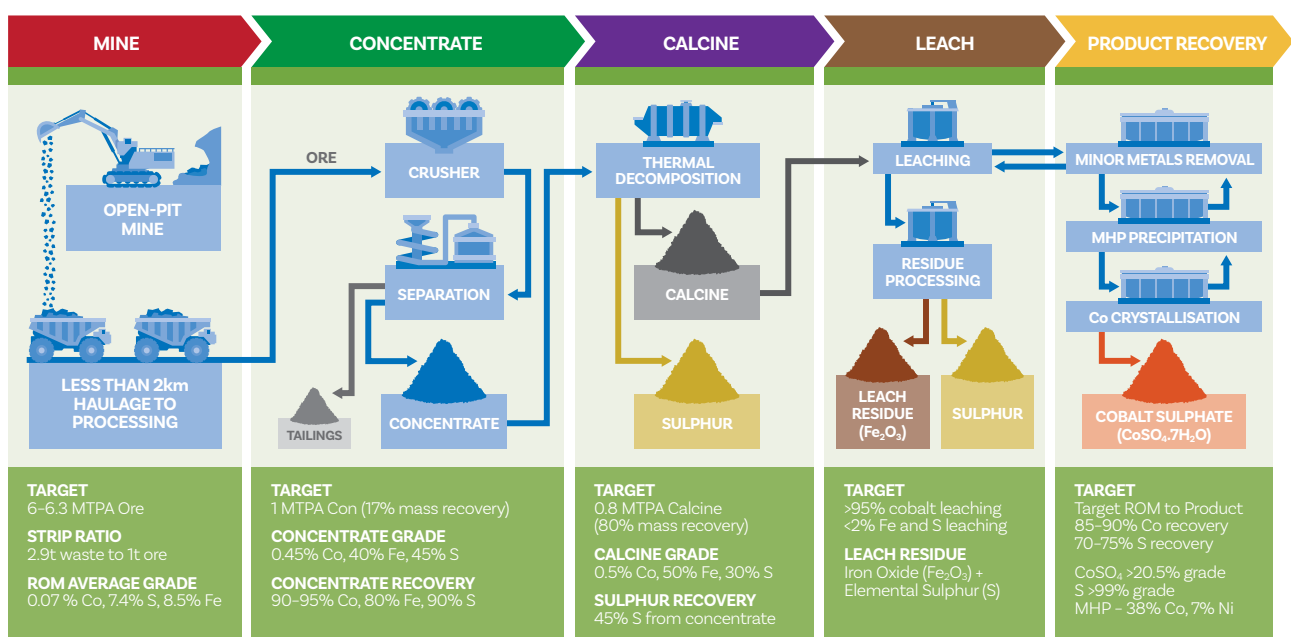 MINE
CONCENTRATE
CALCINE
LEACH
PRODUCT RECOVERY
OPEN-PIT
MINE
LESS THAN 2km
HAULAGE TO
PROCESSING
ORE
CRUSHER
SEPARATION
TAILINGS
CONCENTRATE
THERMAL
DECOMPOSITION
CALCINE
SULPHUR
LEACHING
RESIDUE
PROCESSING
LEACH
RESIDUE
(Fe₂O₃)
SULPHUR
MINOR METALS REMOVAL
MHP PRECIPITATION
Co CRYSTALLISATION
COBALT SULPHATE
(CoSO₄.7H₂O)
TARGET
6–6.3 MTPA Ore
STRIP RATIO
2.9t waste to 1t ore
ROM AVERAGE GRADE
0.07 % Co, 7.4% S, 8.5% Fe
TARGET
1 MTPA Con (17% mass recovery)
CONCENTRATE GRADE
0.45% Co, 40% Fe, 45% S
CONCENTRATE RECOVERY
90–95% Co, 80% Fe, 90% S
TARGET
0.8 MTPA Calcine
(80% mass recovery)
CALCINE GRADE
0.5% Co, 50% Fe, 30% S
SULPHUR RECOVERY
45% S from concentrate
TARGET
>95% cobalt leaching
<2% Fe and S leaching
LEACH RESIDUE
Iron Oxide (Fe₂O₃) +
Elemental Sulphur (S)
TARGET
Target ROM to Product
85–90% Co recovery
70–75% S recovery
CoSO₄ >20.5% grade
S >99% grade
MHP – 38% Co, 7% Ni